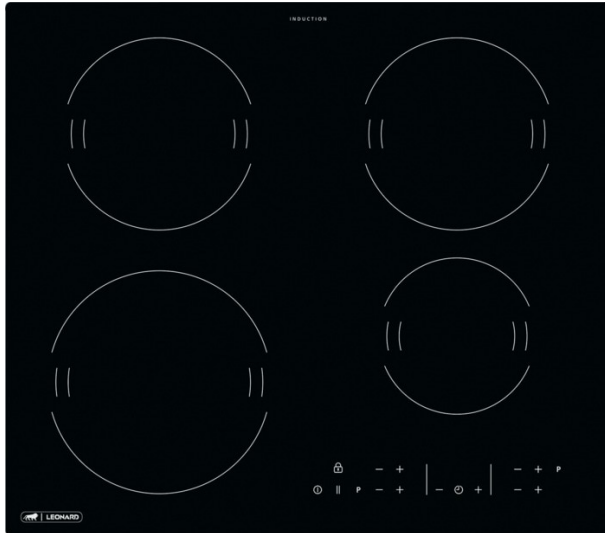 INDUCTION
- + - + P
P - + - + - +
LEONARD